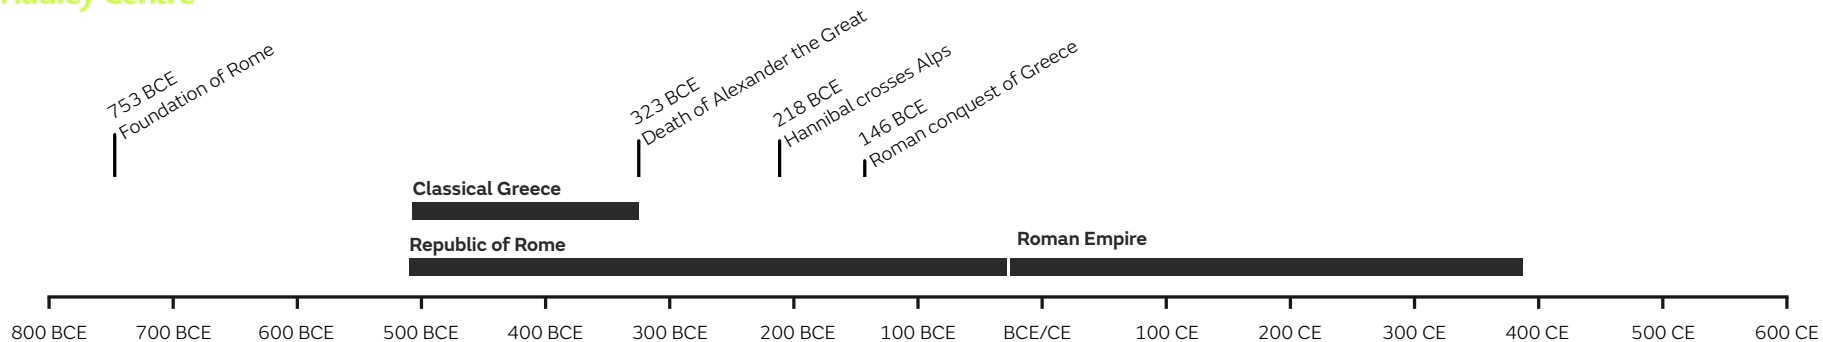 Hadley Centre
753 BCE
Foundation of Rome
323 BCE
Death of Alexander the Great
218 BCE
Hannibal crosses Alps
146 BCE
Roman conquest of Greece
Classical Greece
Republic of Rome
Roman Empire
800 BCE 700 BCE 600 BCE 500 BCE 400 BCE 300 BCE 200 BCE 100 BCE BCE/CE 100 CE 200 CE 300 CE 400 CE 500 CE 600 CE